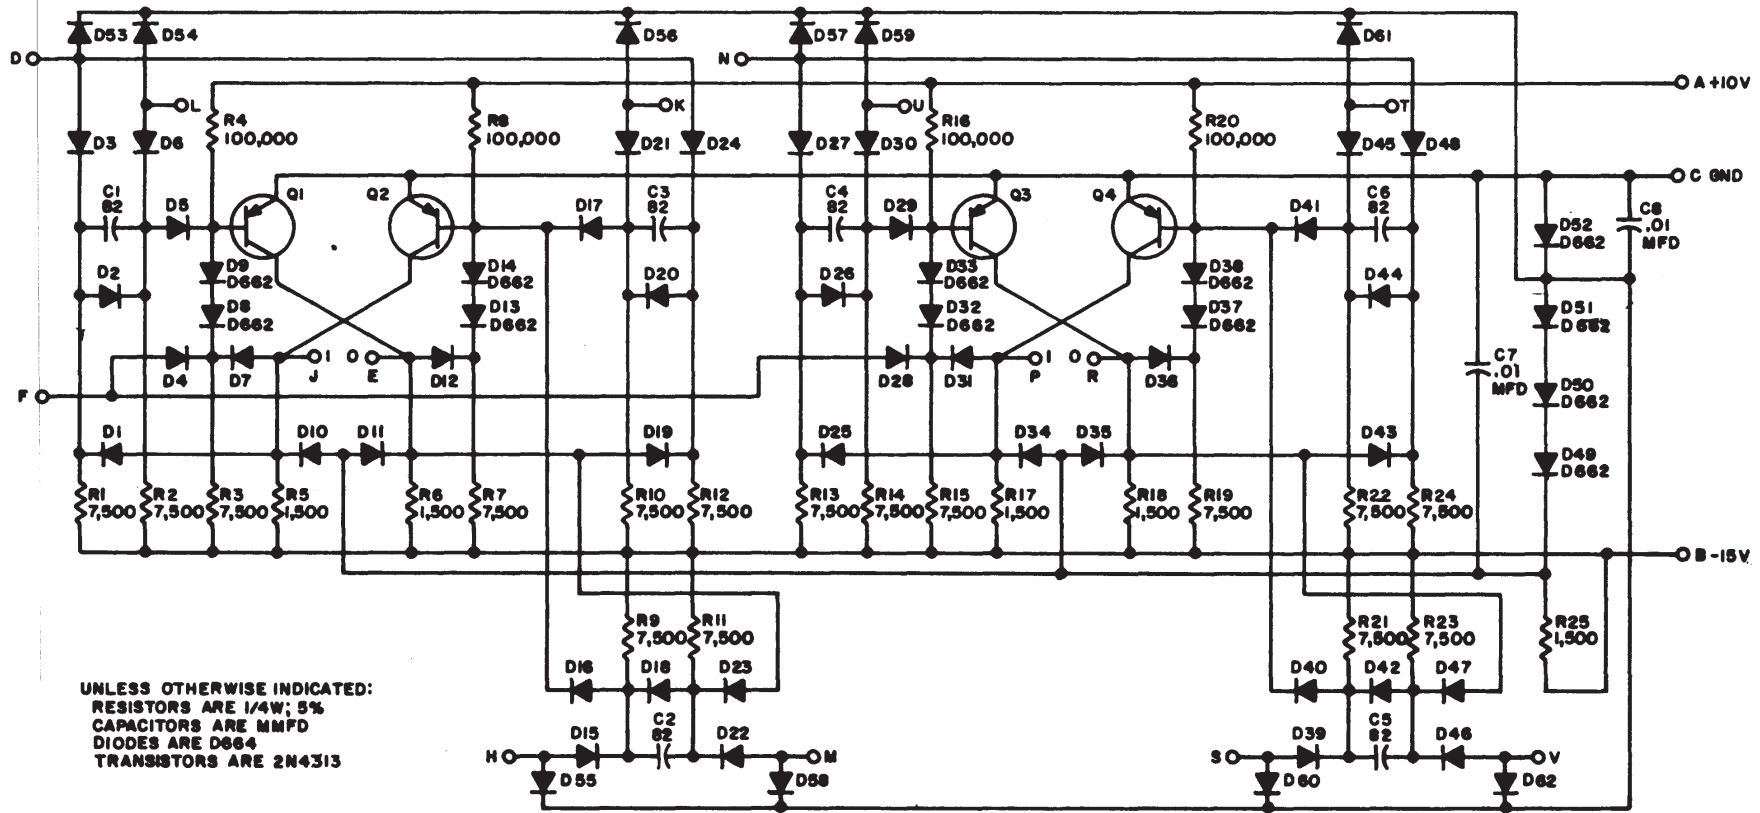 D53 D54 D56 D57 D59 D61
D N
A +10V
L K U T
R4
100,000
R8
100,000
R16
100,000
R20
100,000
D3 D6 D21 D24 D27 D30 D45 D48
C GND
Q1 Q2 Q3 Q4
C1
82
D5
D17
C3
82
C4
82
D29
D41
C6
82
D52
D662
C8
.01
MFD
D2
D9
D662
D14
D662
D20
D26
D33
D662
D38
D662
D44
D8
D662
D13
D662
D32
D662
D37
D662
D51
D662
D4 D7 1 0 D12 D28 D31 1 0 D36
J E P R
C7
.01
MFD
D50
D662
F
D1 D10 D11 D19 D25 D34 D35 D43
D49
D662
R1
7,500
R2
7,500
R3
7,500
R5
1,500
R6
1,500
R7
7,500
R10
7,500
R12
7,500
R13
7,500
R14
7,500
R15
7,500
R17
1,500
R18
1,500
R19
7,500
R22
7,500
R24
7,500
B -15V
R9
7,500
R11
7,500
R21
7,500
R23
7,500
R25
1,500
D16 D18 D23 D40 D42 D47
H D15
C2
82
D22 M
S D39
C5
82
D46 V
D55 D58 D60 D62
UNLESS OTHERWISE INDICATED:
RESISTORS ARE 1/4W; 5%
CAPACITORS ARE MMFD
DIODES ARE D664
TRANSISTORS ARE 2N4313